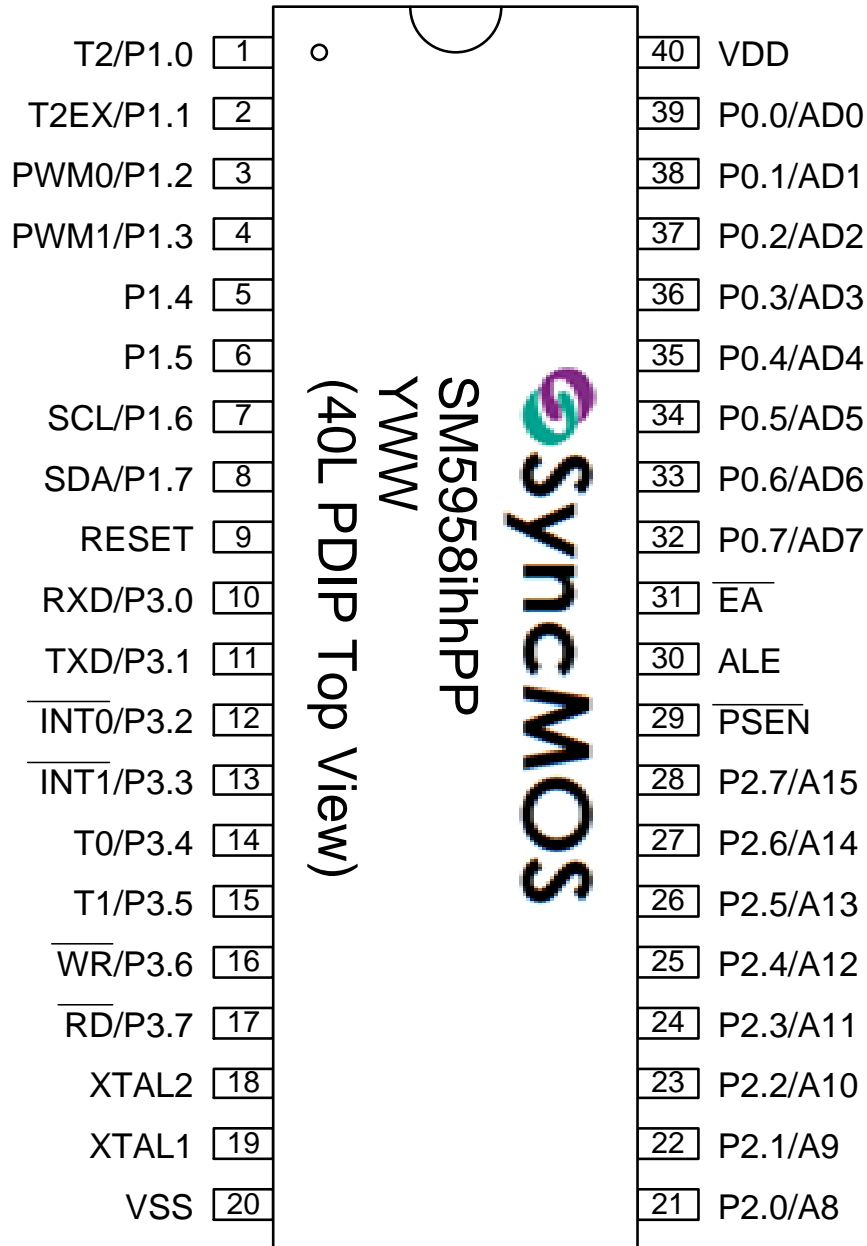 T2/P1.0 1 40 VDD
T2EX/P1.1 2 39 P0.0/AD0
PWM0/P1.2 3 38 P0.1/AD1
PWM1/P1.3 4 37 P0.2/AD2
P1.4 5 36 P0.3/AD3
P1.5 6 35 P0.4/AD4
SCL/P1.6 7 34 P0.5/AD5
SDA/P1.7 8 33 P0.6/AD6
RESET 9 32 P0.7/AD7
RXD/P3.0 10 31 E̅A̅
TXD/P3.1 11 30 ALE
I̅N̅T̅0̅/P3.2 12 29 P̅S̅E̅N̅
I̅N̅T̅1̅/P3.3 13 28 P2.7/A15
T0/P3.4 14 27 P2.6/A14
T1/P3.5 15 26 P2.5/A13
W̅R̅/P3.6 16 25 P2.4/A12
R̅D̅/P3.7 17 24 P2.3/A11
XTAL2 18 23 P2.2/A10
XTAL1 19 22 P2.1/A9
VSS 20 21 P2.0/A8
SyncMOS
SM5958ihhPP
YWW
(40L PDIP Top View)